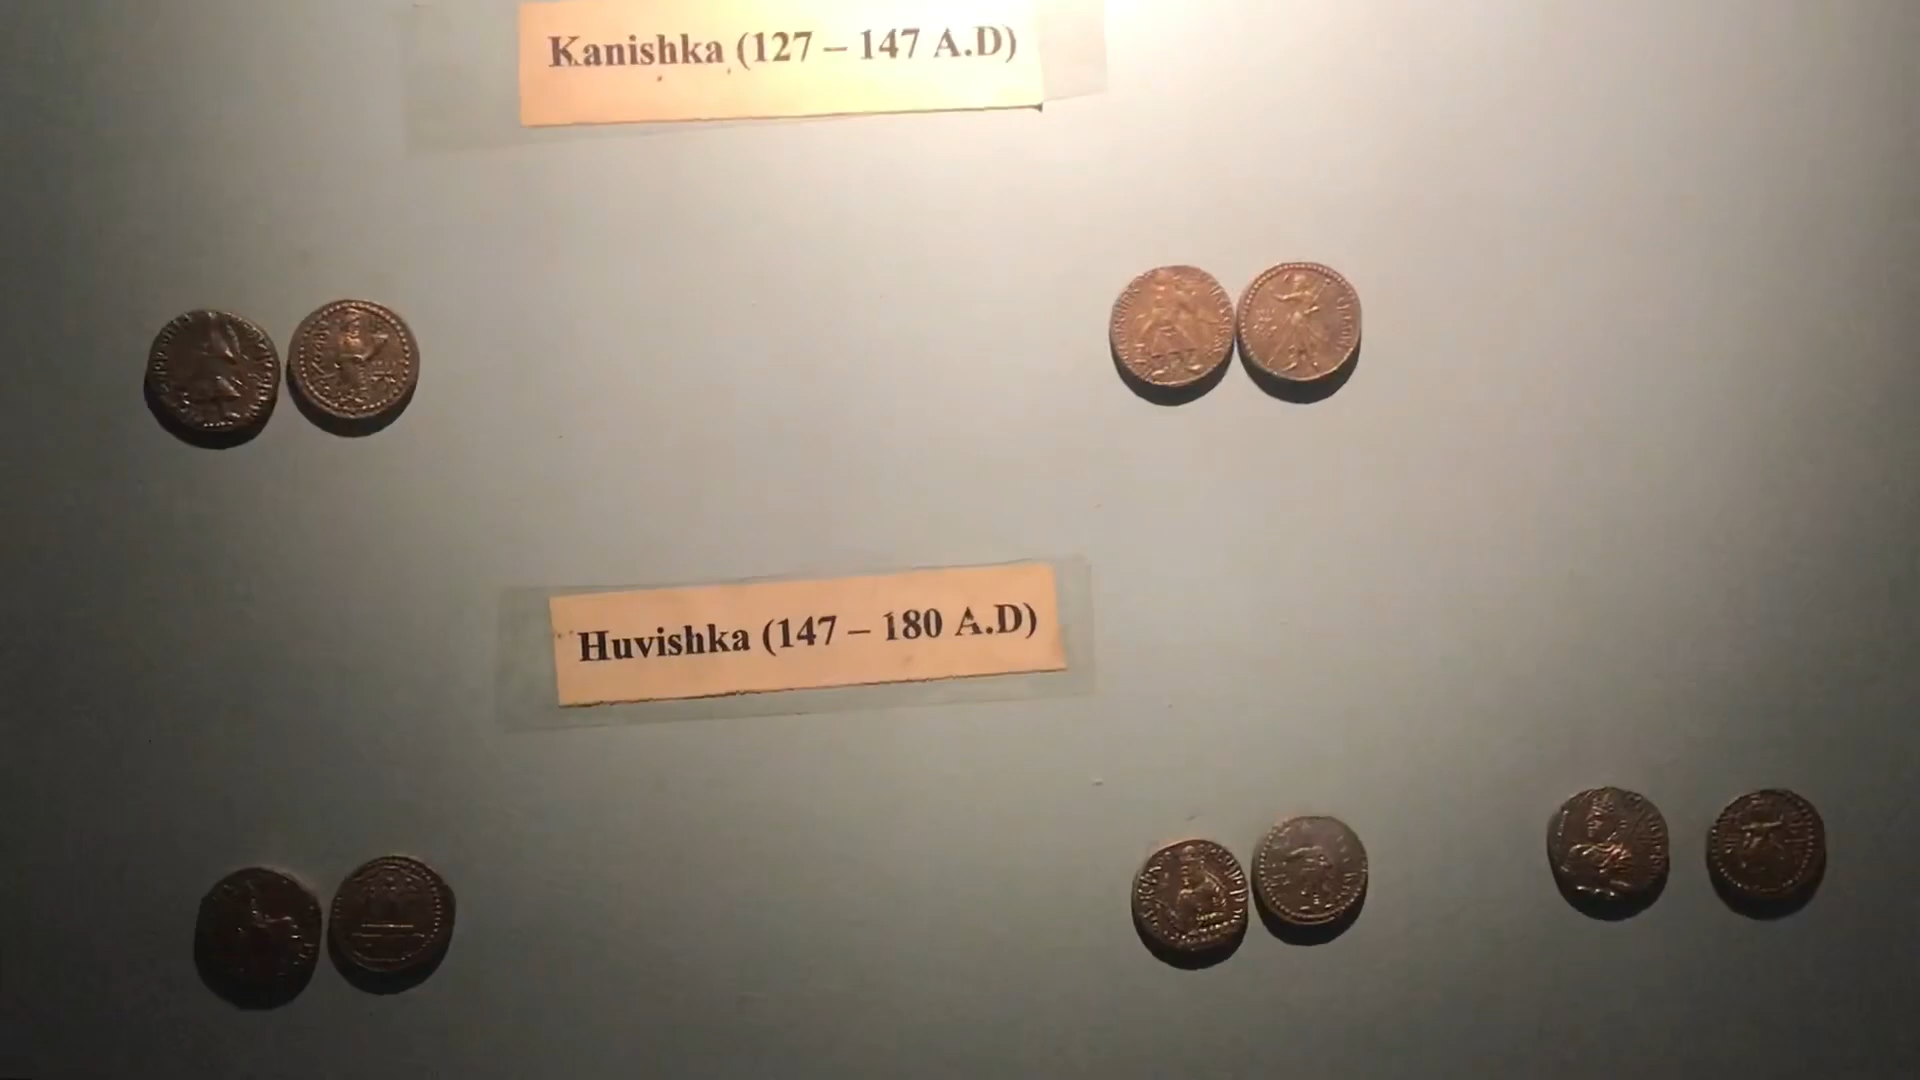 Kanishka (127 – 147 A.D)
Huvishka (147 – 180 A.D)